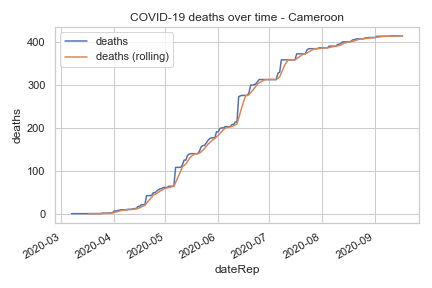 COVID-19 deaths over time - Cameroon
deaths
deaths (rolling)
400
300
200
100
0
deaths
2020-03
2020-04
2020-05
2020-06
2020-07
2020-08
2020-09
dateRep